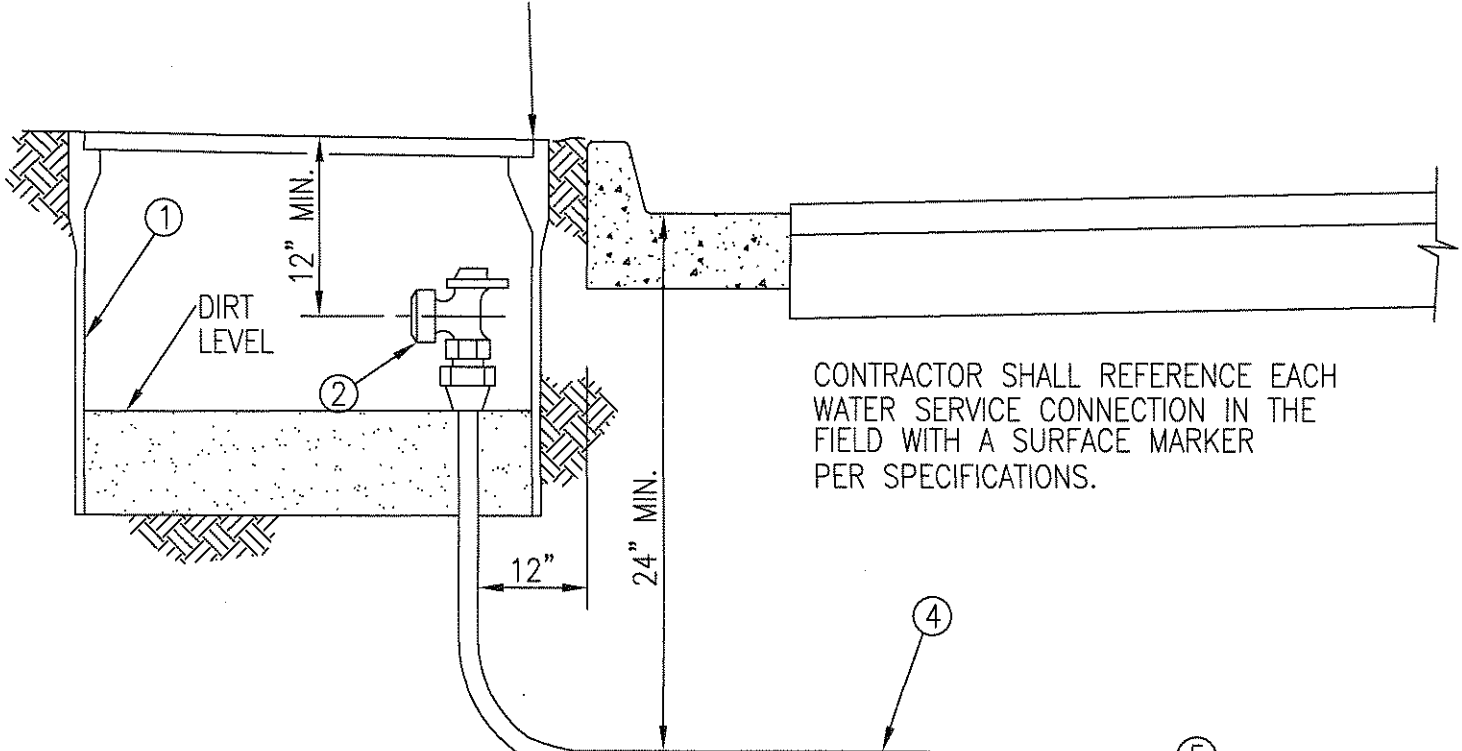 ①
12" MIN.
DIRT
LEVEL
②
CONTRACTOR SHALL REFERENCE EACH
WATER SERVICE CONNECTION IN THE
FIELD WITH A SURFACE MARKER
PER SPECIFICATIONS.
24" MIN.
12"
④
⑤